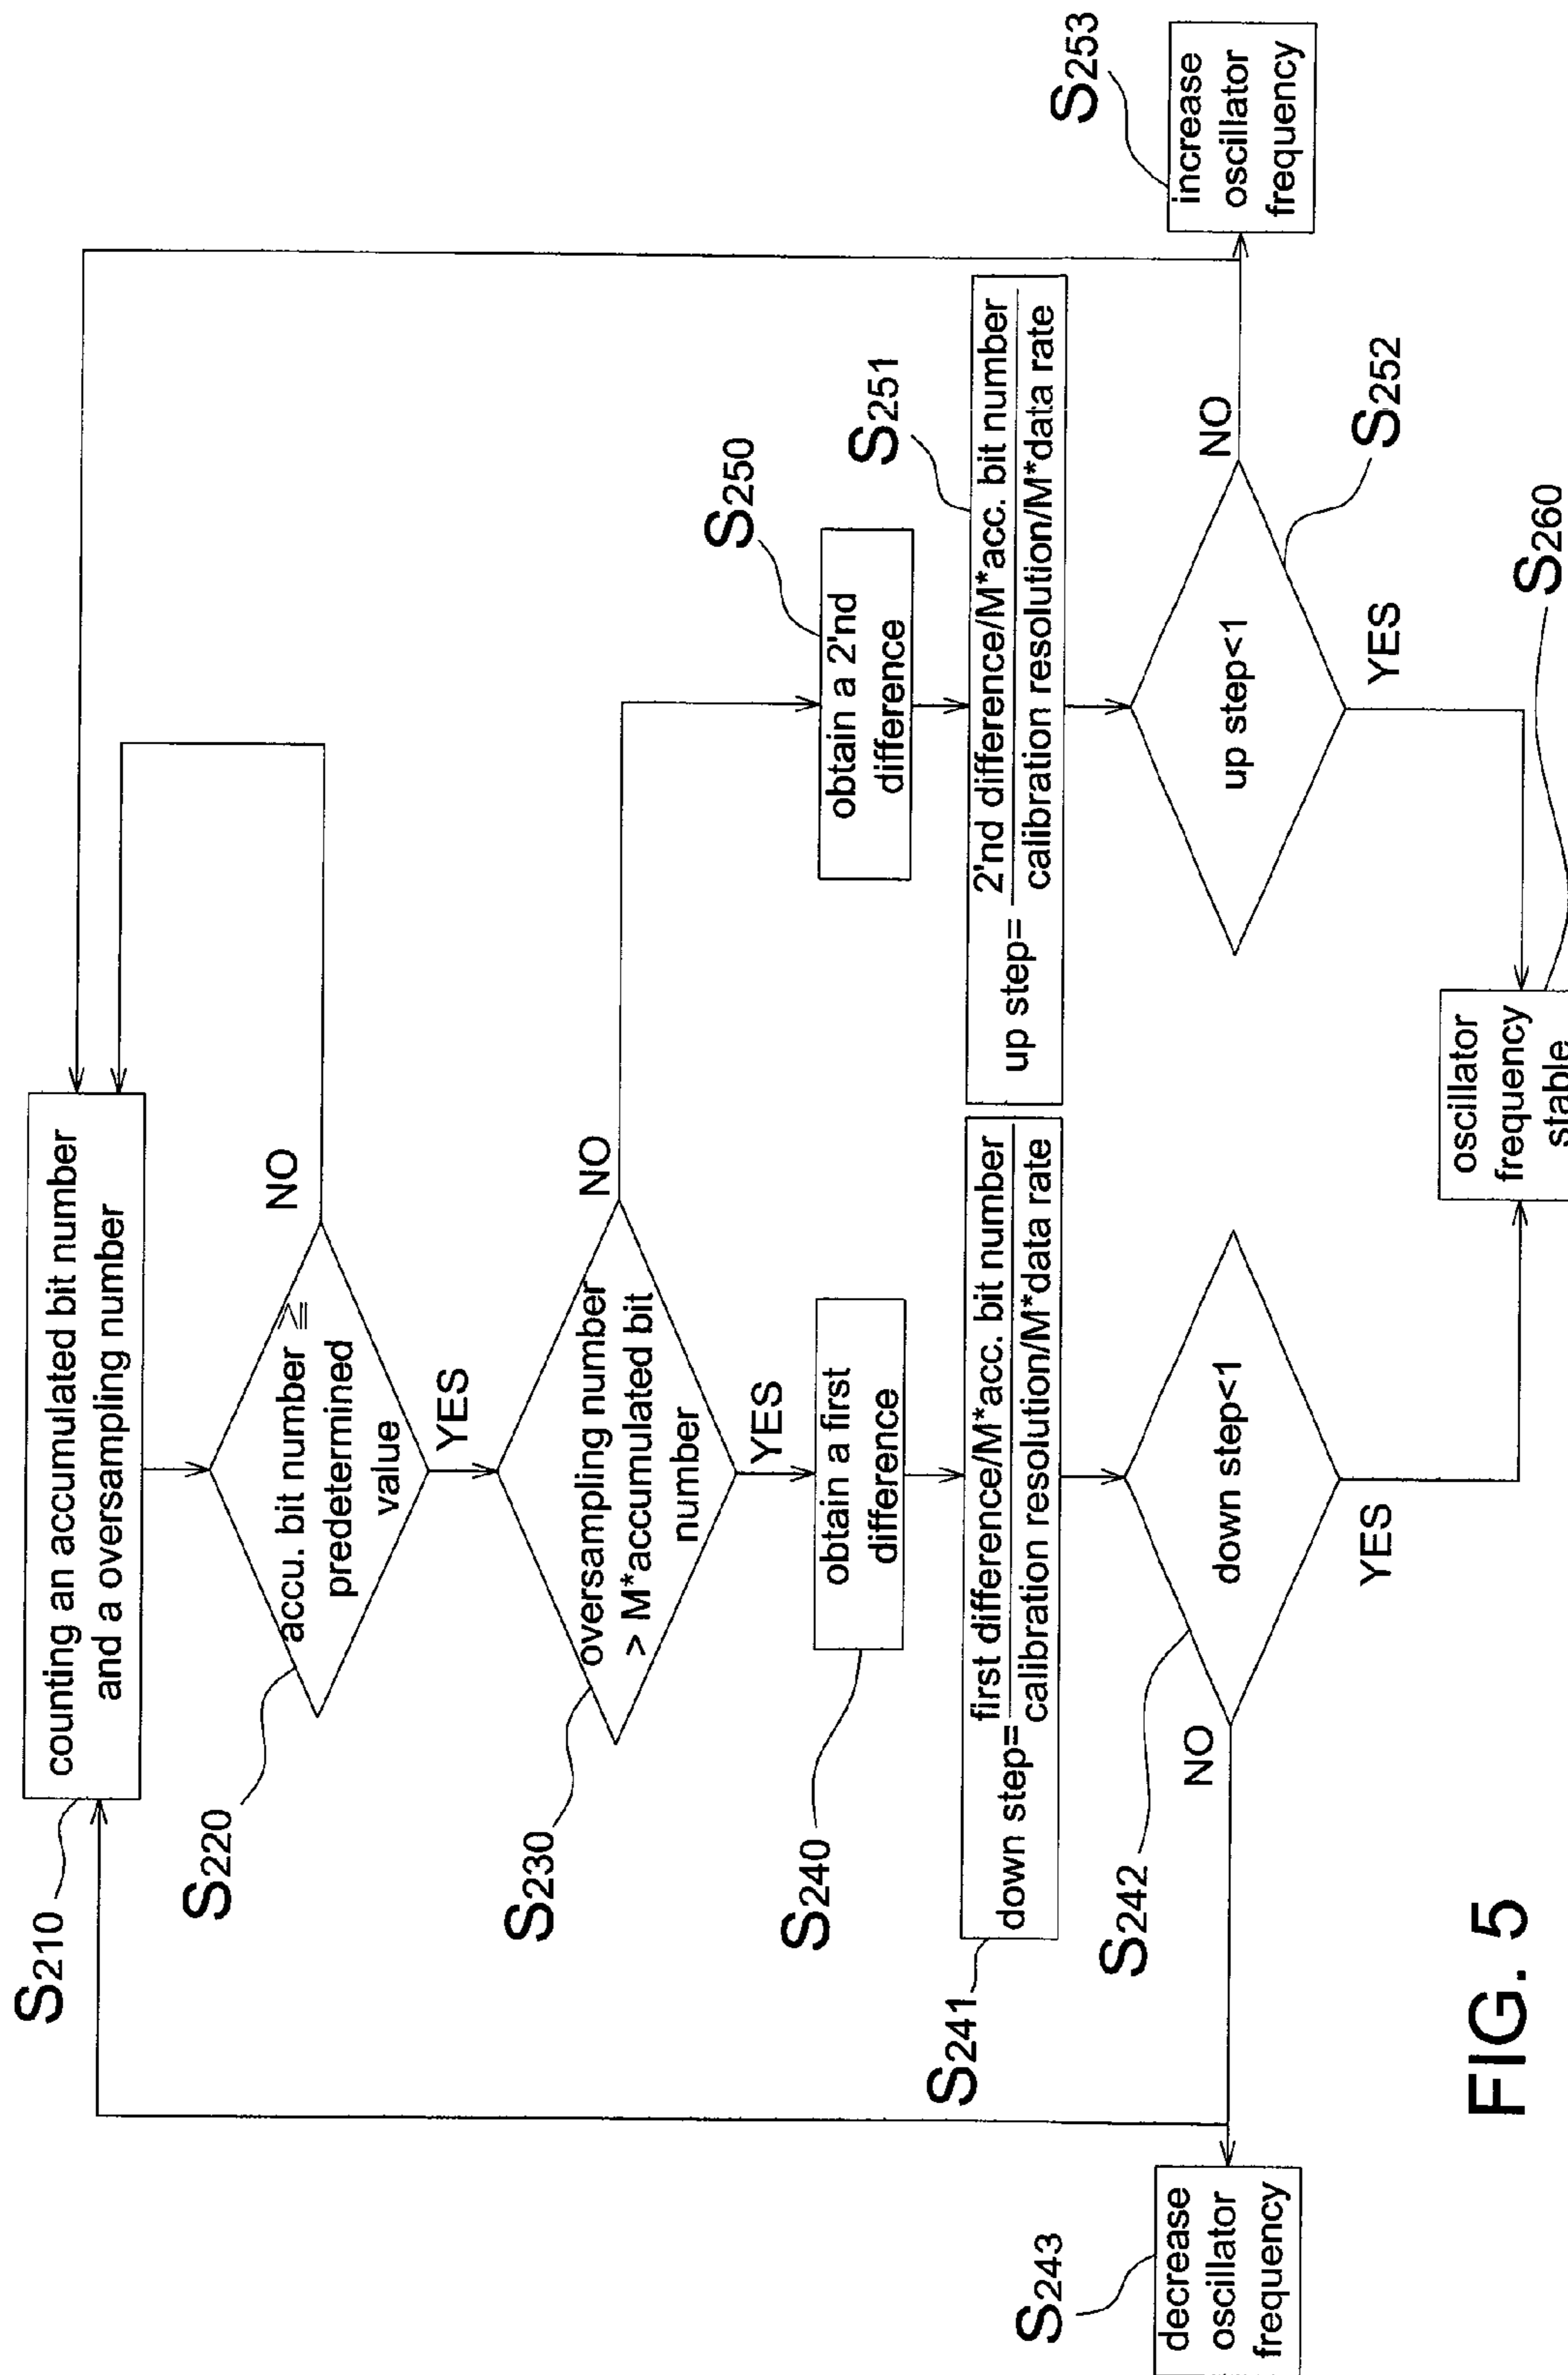 S210
counting an accumulated bit number
and a oversampling number
S220
accu. bit number ≧
predetermined
value
NO
YES
S230
oversampling number
> M*accumulated bit
number
NO
YES
S240
obtain a first
difference
S250
obtain a 2'nd
difference
S241
down step=
first difference/M*acc. bit number
calibration resolution/M*data rate
S251
up step=
2'nd difference/M*acc. bit number
calibration resolution/M*data rate
S242
down step<1
NO
YES
S252
up step<1
NO
YES
S243
decrease
oscillator
frequency
S253
increase
oscillator
frequency
S260
oscillator
frequency
stable
FIG. 5